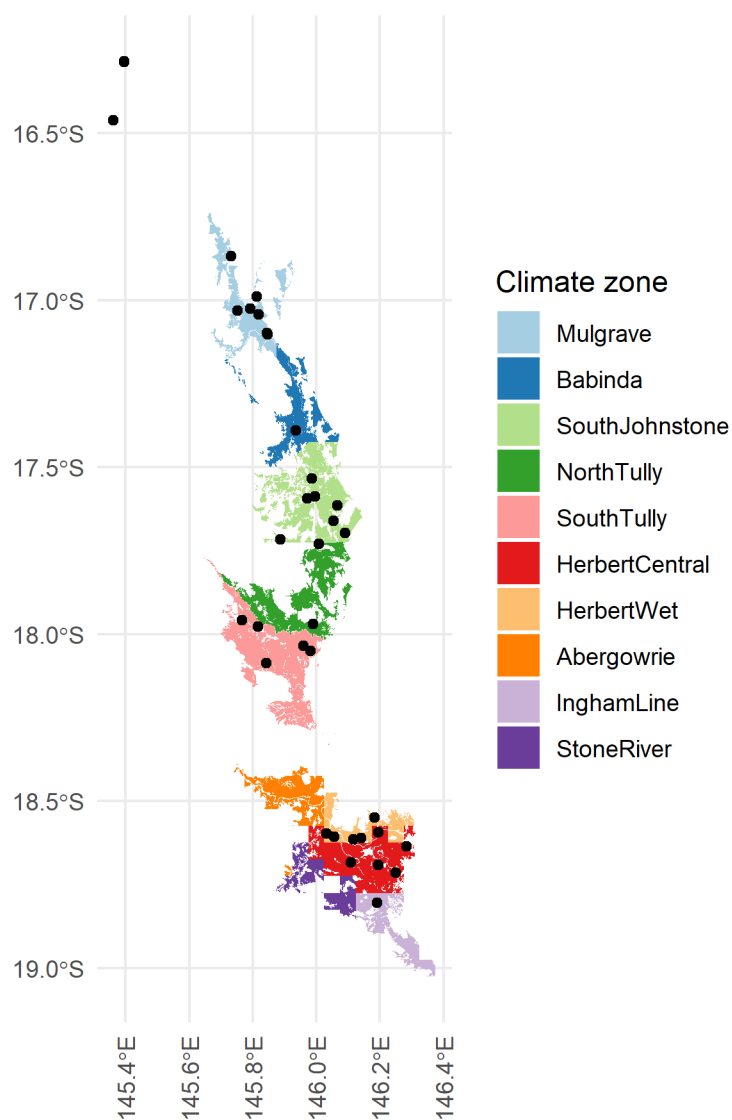 16.5°S
17.0°S
17.5°S
18.0°S
18.5°S
19.0°S
145.4°E
145.6°E
145.8°E
146.0°E
146.2°E
146.4°E
Climate zone
Mulgrave
Babinda
SouthJohnstone
NorthTully
SouthTully
HerbertCentral
HerbertWet
Abergowrie
InghamLine
StoneRiver